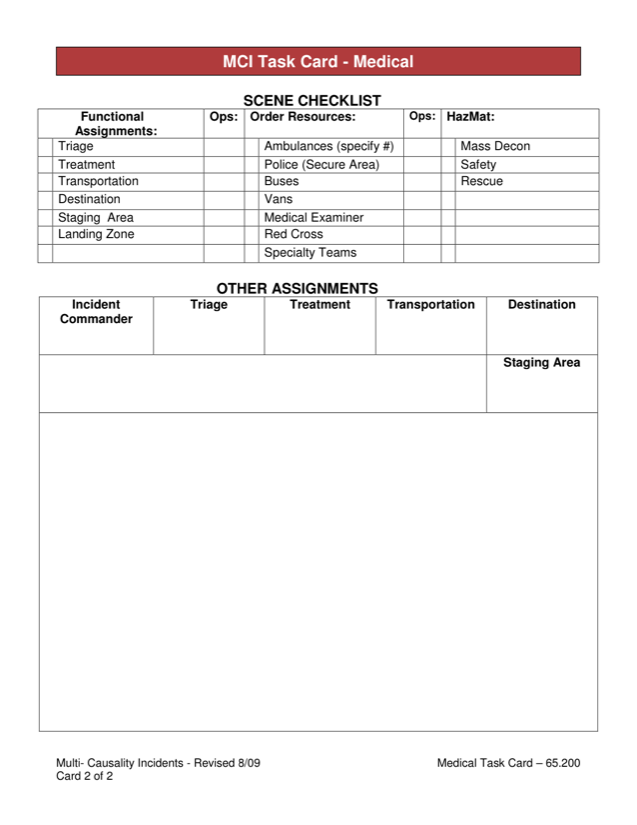 MCI Task Card - Medical
SCENE CHECKLIST
Functional Assignments: Ops: Order Resources: Ops: HazMat:
Triage Ambulances (specify #) Mass Decon
Treatment Police (Secure Area) Safety
Transportation Buses Rescue
Destination Vans
Staging Area Medical Examiner
Landing Zone Red Cross
Specialty Teams
OTHER ASSIGNMENTS
Incident Commander Triage Treatment Transportation Destination
Staging Area
Multi- Causality Incidents - Revised 8/09 Medical Task Card – 65.200
Card 2 of 2